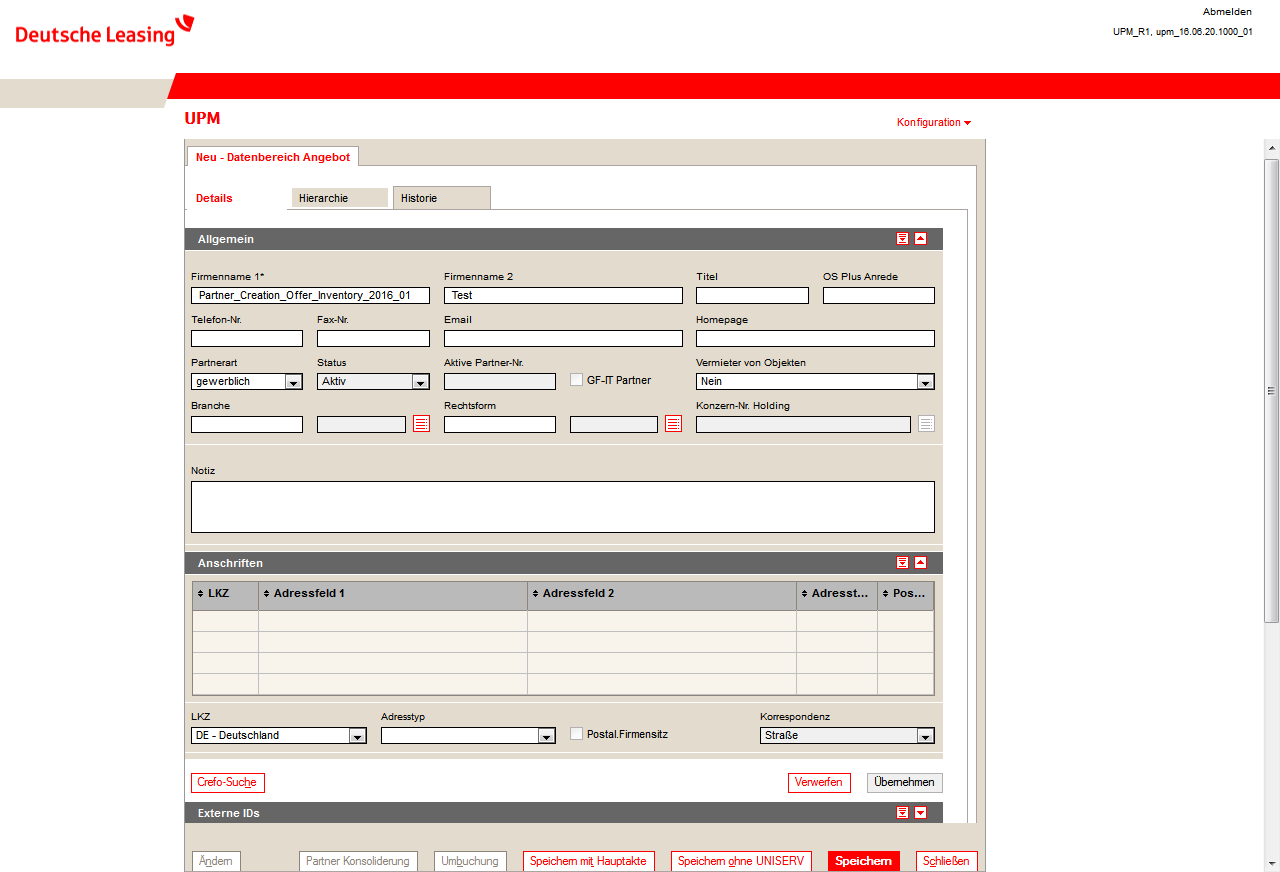 Deutsche Leasing
Abmelden
UPM_R1, upm_16.06.20.1000_01
UPM
Konfiguration
Neu - Datenbereich Angebot
Details Hierarchie Historie
Allgemein
Firmenname 1* Firmenname 2 Titel OS Plus Anrede
Partner_Creation_Offer_Inventory_2016_01 Test
Telefon-Nr. Fax-Nr. Email Homepage
Partnerart Status Aktive Partner-Nr. Vermieter von Objekten
gewerblich Aktiv GF-IT Partner Nein
Branche Rechtsform Konzern-Nr. Holding
Notiz
Anschriften
LKZ Adressfeld 1 Adressfeld 2 Adresst... Pos...
LKZ Adresstyp Korrespondenz
DE - Deutschland Postal.Firmensitz Straße
Crefo-Suche Verwerfen Übernehmen
Externe IDs
Ändern Partner Konsoliderung Umbuchung Speichern mit Hauptakte Speichern ohne UNISERV Speichern Schließen